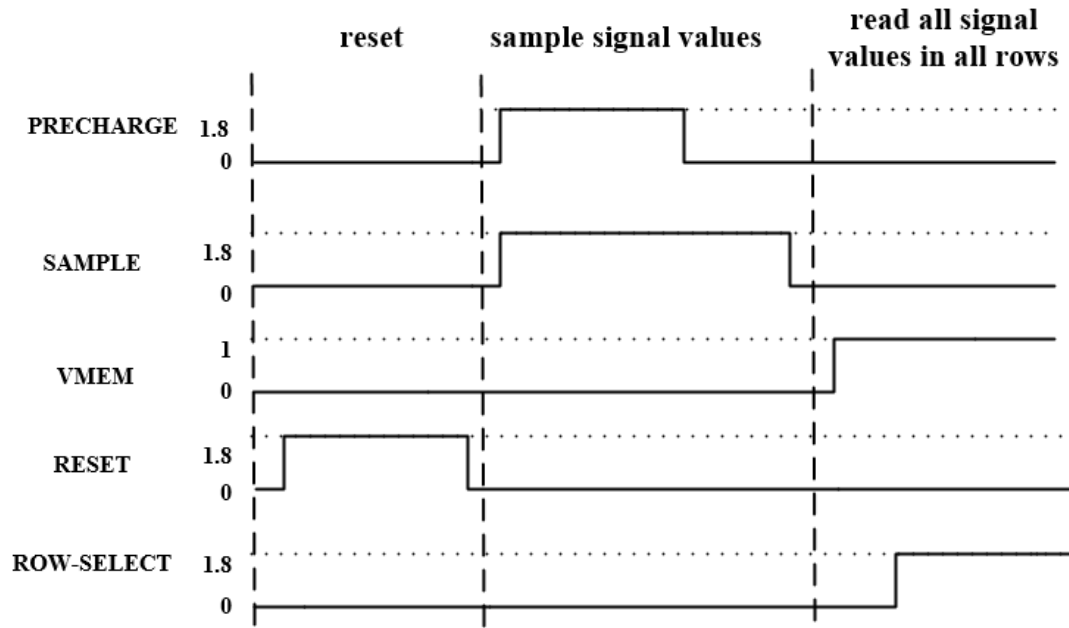 reset
sample signal values
read all signal
values in all rows
PRECHARGE
1.8
0
SAMPLE
1.8
0
VMEM
1
0
RESET
1.8
0
ROW-SELECT
1.8
0